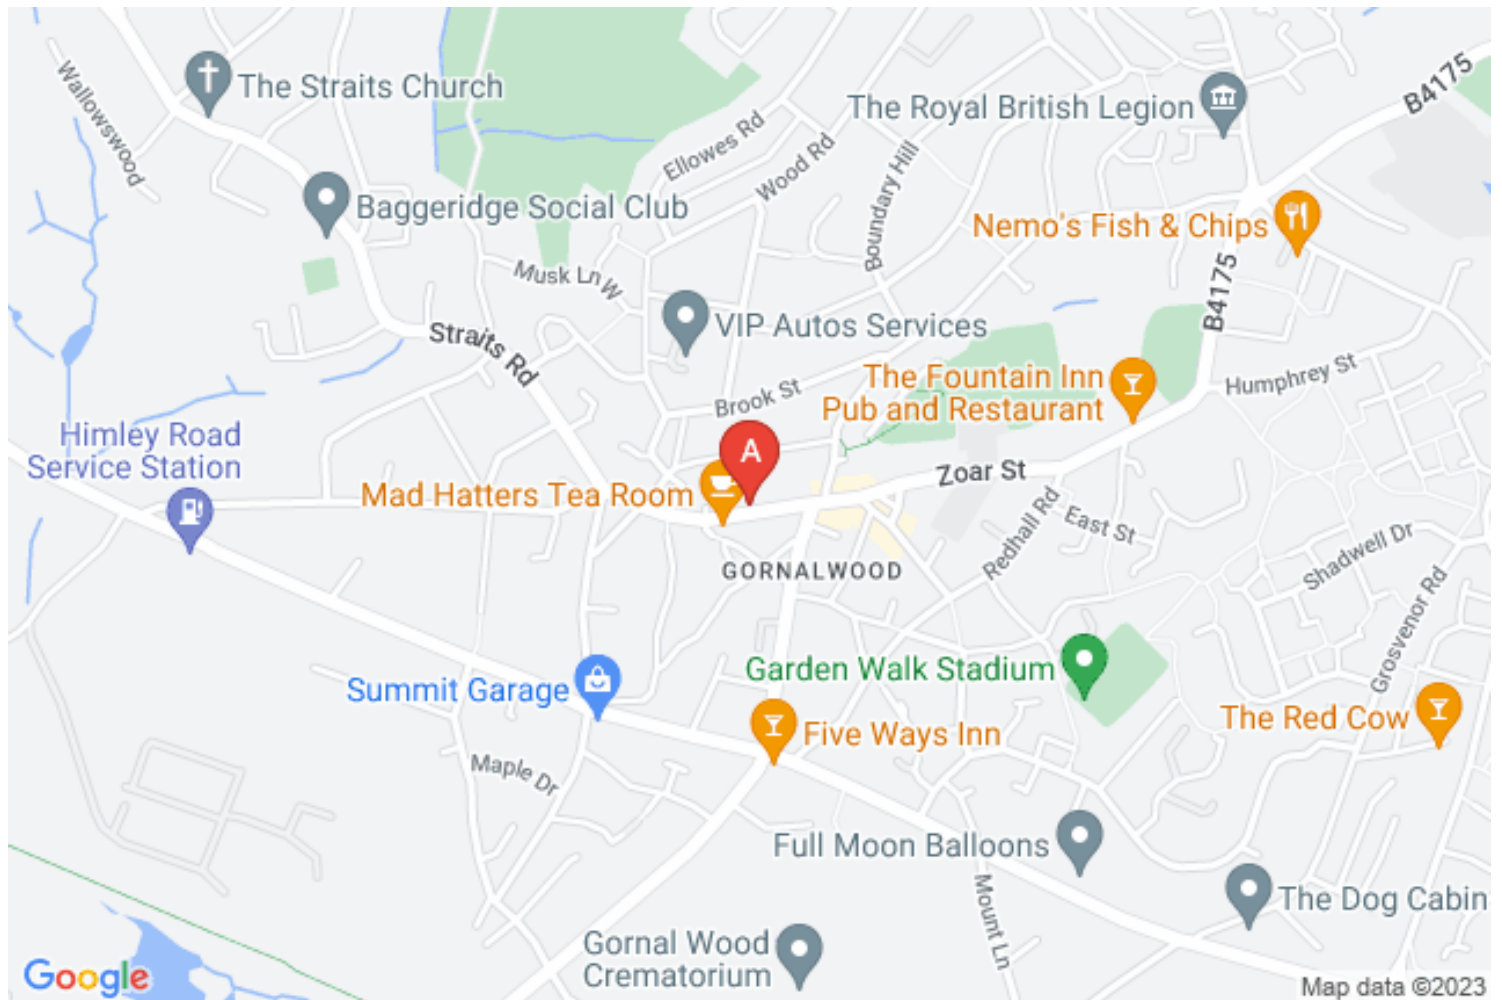 The Straits Church
Wallowswood
B4175
The Royal British Legion
Ellowes Rd
Wood Rd
Boundary Hill
Baggeridge Social Club
Nemo's Fish & Chips
Musk Ln W
B4175
VIP Autos Services
Straits Rd
The Fountain Inn
Pub and Restaurant
Humphrey St
Brook St
Himley Road
Service Station
A
Mad Hatters Tea Room
Zoar St
Redhall Rd
East St
Shadwell Dr
GORNALWOOD
Grosvenor Rd
Garden Walk Stadium
Summit Garage
Five Ways Inn
The Red Cow
Maple Dr
Full Moon Balloons
Mount Ln
The Dog Cabin
Gornal Wood
Crematorium
Google
Map data ©2023